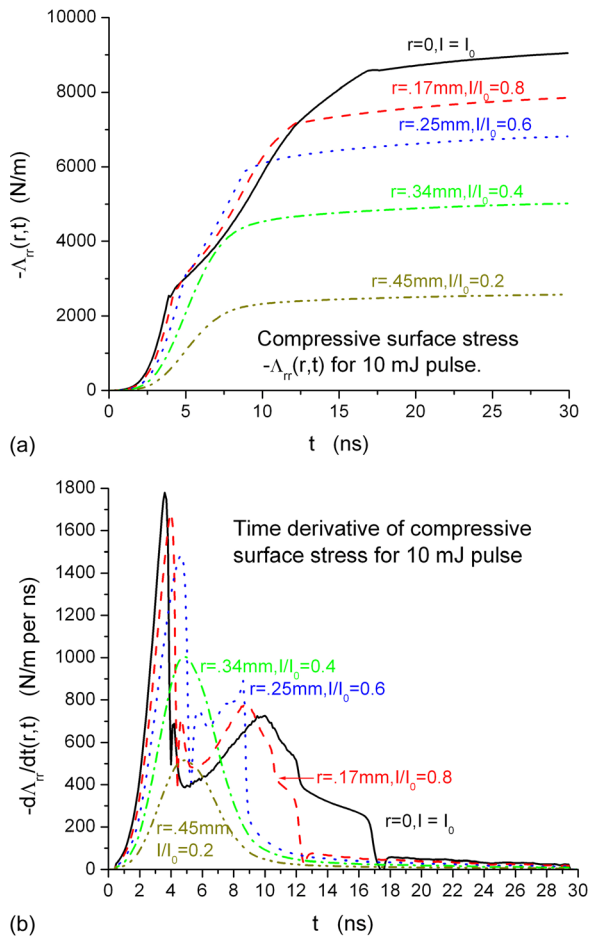 10000
8000
6000
4000
2000
0
-Λrr(r,t) (N/m)
r=0,I = I0
r=.17mm,I/I0=0.8
r=.25mm,I/I0=0.6
r=.34mm,I/I0=0.4
r=.45mm,I/I0=0.2
Compressive surface stress
-Λrr(r,t) for 10 mJ pulse.
0 5 10 15 20 25 30
(a)
t (ns)
1800
1600
1400
1200
1000
800
600
400
200
0
-dΛrr/dt(r,t) (N/m per ns)
Time derivative of compressive
surface stress for 10 mJ pulse
r=.34mm,I/I0=0.4
r=.25mm,I/I0=0.6
r=.17mm,I/I0=0.8
r=0,I = I0
r=.45mm,
I/I0=0.2
0 2 4 6 8 10 12 14 16 18 20 22 24 26 28 30
(b)
t (ns)